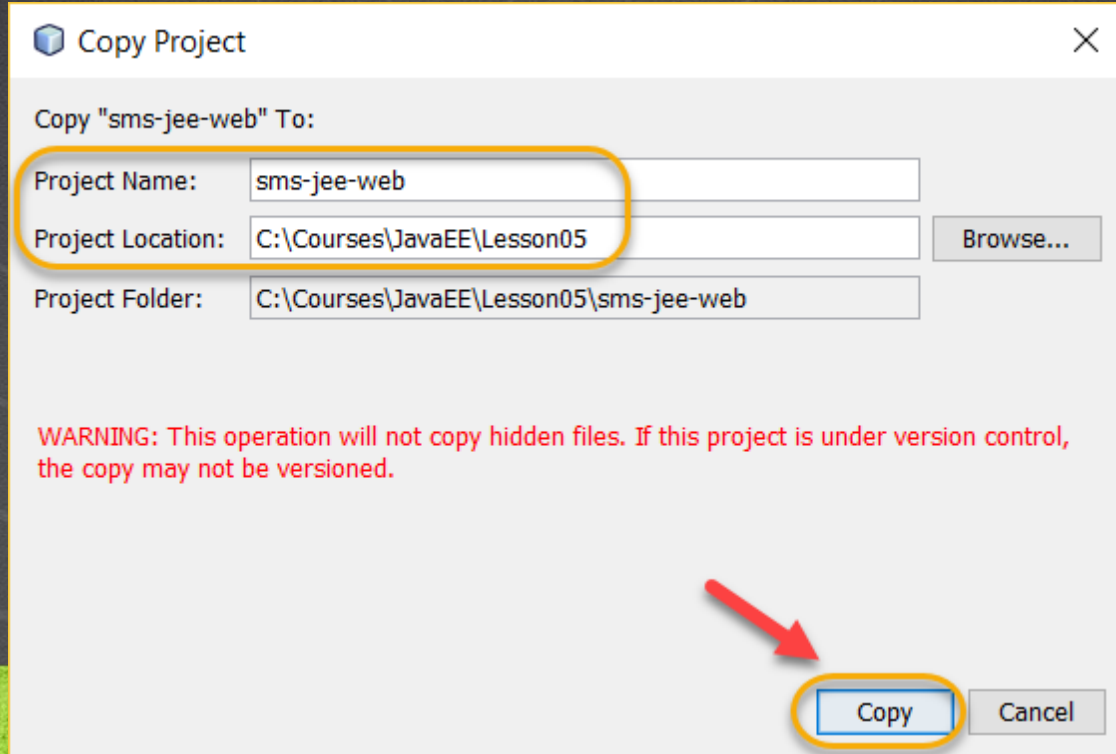 Copy Project
Copy "sms-jee-web" To:
Project Name: sms-jee-web
Project Location: C:\Courses\JavaEE\Lesson05 Browse...
Project Folder: C:\Courses\JavaEE\Lesson05\sms-jee-web
WARNING: This operation will not copy hidden files. If this project is under version control,
the copy may not be versioned.
Copy Cancel